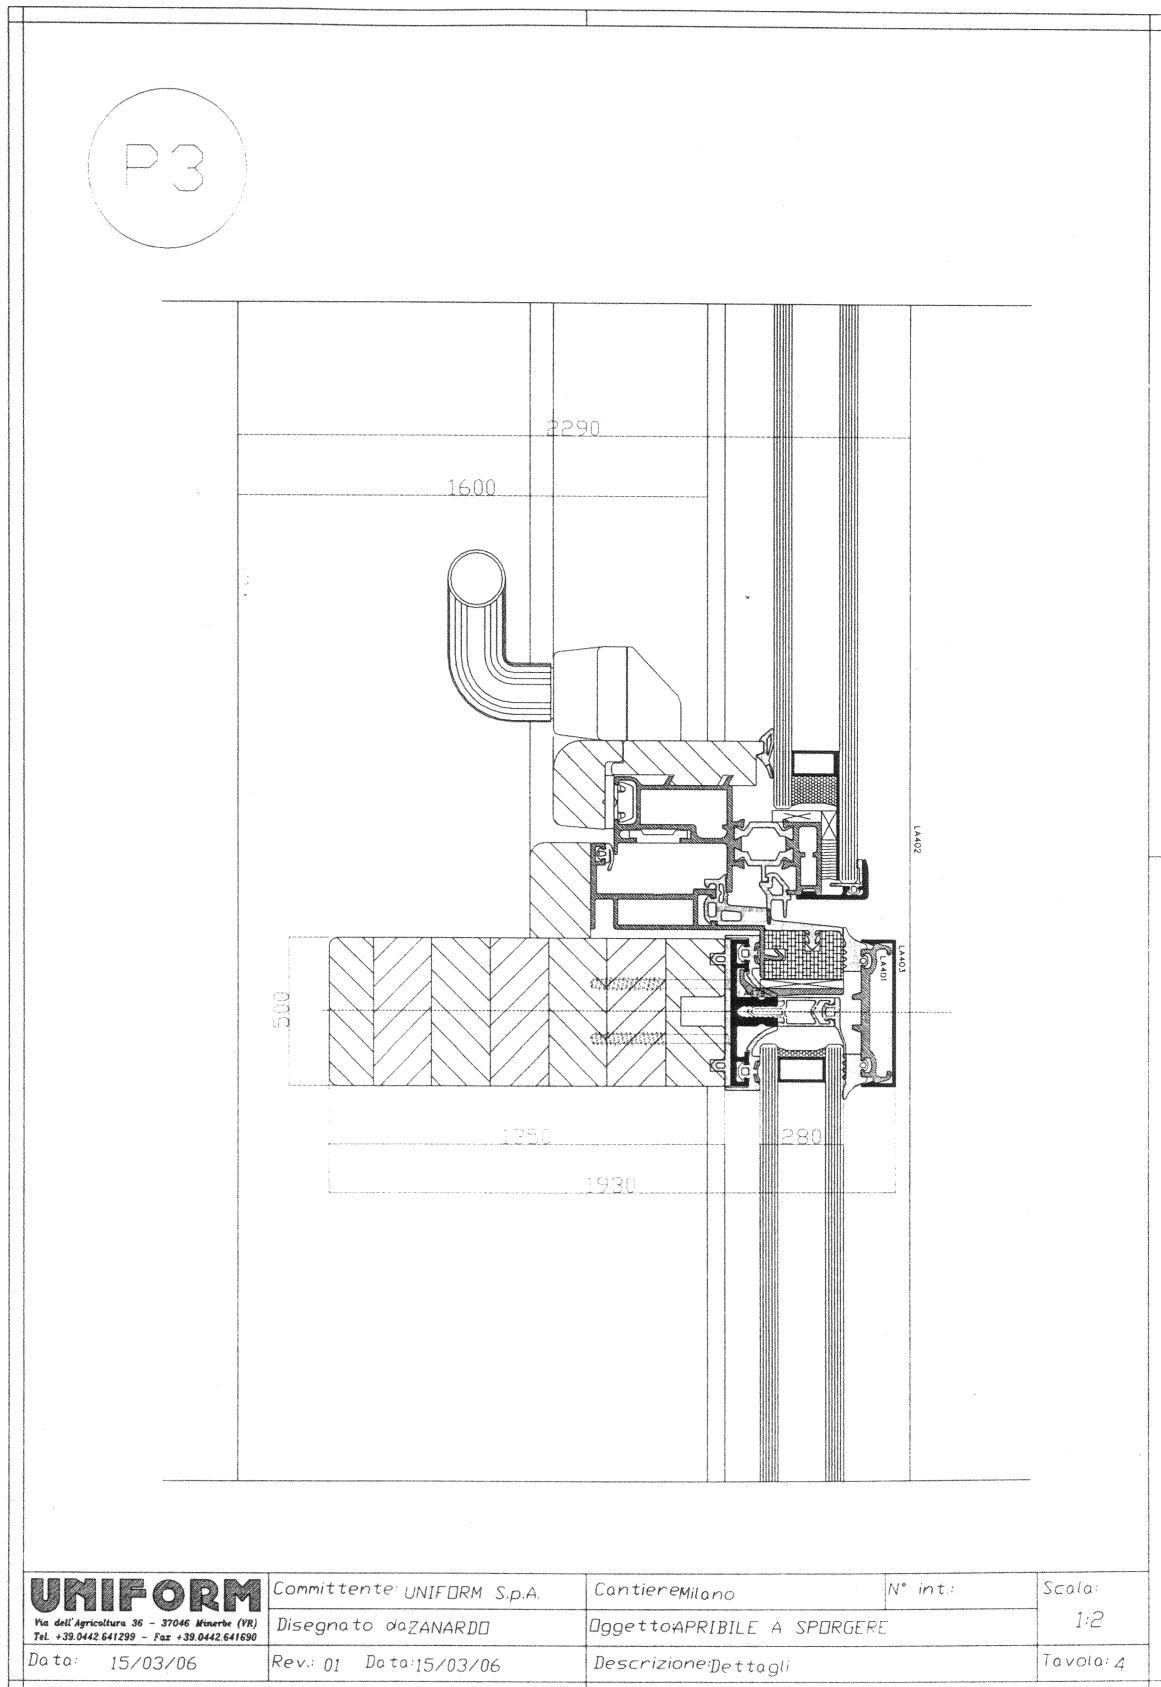 P3
2290
1600
LA402
LA403
LA401
500
1350
280
1930
UNIFORM
Via dell'Agricoltura 36 - 37046 Minerbe (VR)
Tel. +39.0442.641299 - Fax +39.0442.641690
Committente: UNIFORM S.p.A.
Cantiere: Milano
N° int.:
Scala:
1:2
Disegnato da ZANARDO
Oggetto: APRIBILE A SPORGERE
Data: 15/03/06
Rev.: 01 Data: 15/03/06
Descrizione: Dettagli
Tavola: 4